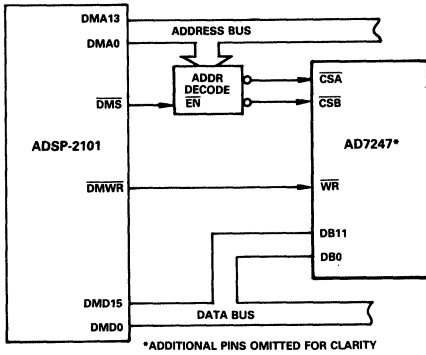 DMA13
ADDRESS BUS
DMA0
ADDR
DECODE
EN
CSA
CSB
DMS
ADSP-2101
AD7247*
DMWR
WR
DB11
DB0
DMD15
DATA BUS
DMD0
*ADDITIONAL PINS OMITTED FOR CLARITY